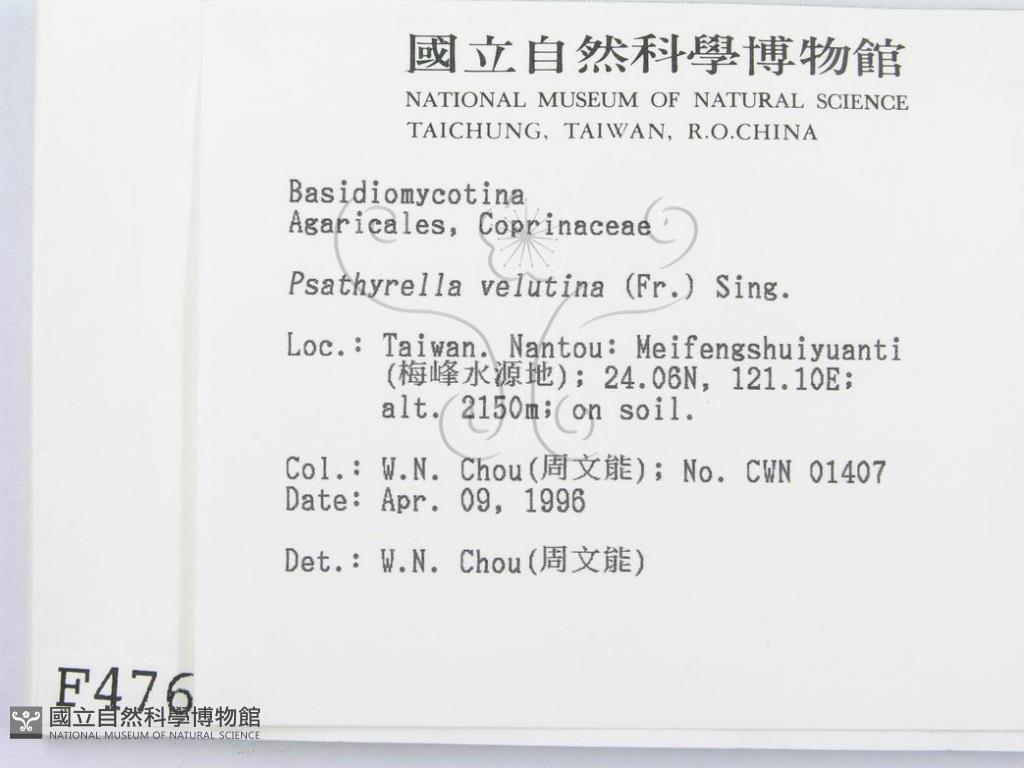 國立自然科學博物館
NATIONAL MUSEUM OF NATURAL SCIENCE
TAICHUNG, TAIWAN, R.O.CHINA
Basidiomycotina
Agaricales, Coprinaceae
Psathyrella velutina (Fr.) Sing.
Loc.: Taiwan. Nantou: Meifengshuiyuanti
(梅峰水源地); 24.06N, 121.10E;
alt. 2150m; on soil.
Col.: W.N. Chou(周文能); No. CWN 01407
Date: Apr. 09, 1996
Det.: W.N. Chou(周文能)
F476
國立自然科學博物館
NATIONAL MUSEUM OF NATURAL SCIENCE